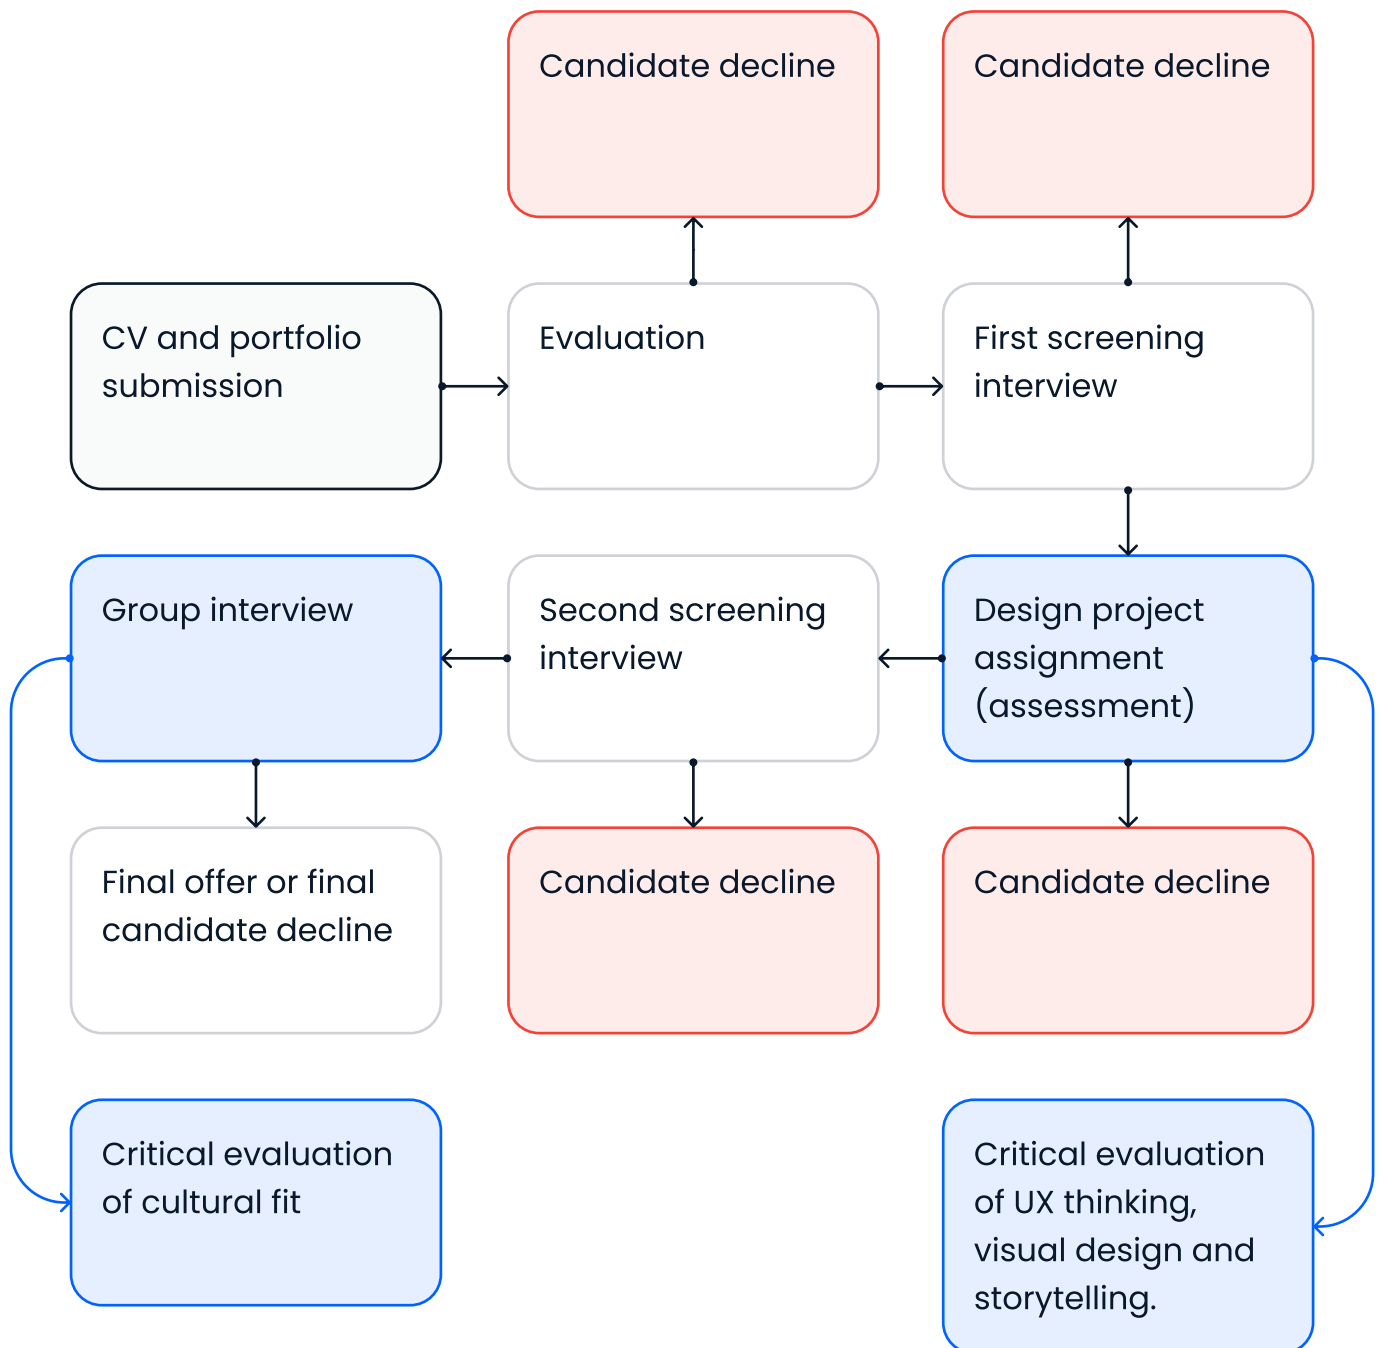 Candidate decline
Candidate decline
CV and portfolio
submission
Evaluation
First screening
interview
Group interview
Second screening
interview
Design project
assignment
(assessment)
Final offer or final
candidate decline
Candidate decline
Candidate decline
Critical evaluation
of cultural fit
Critical evaluation
of UX thinking,
visual design and
storytelling.